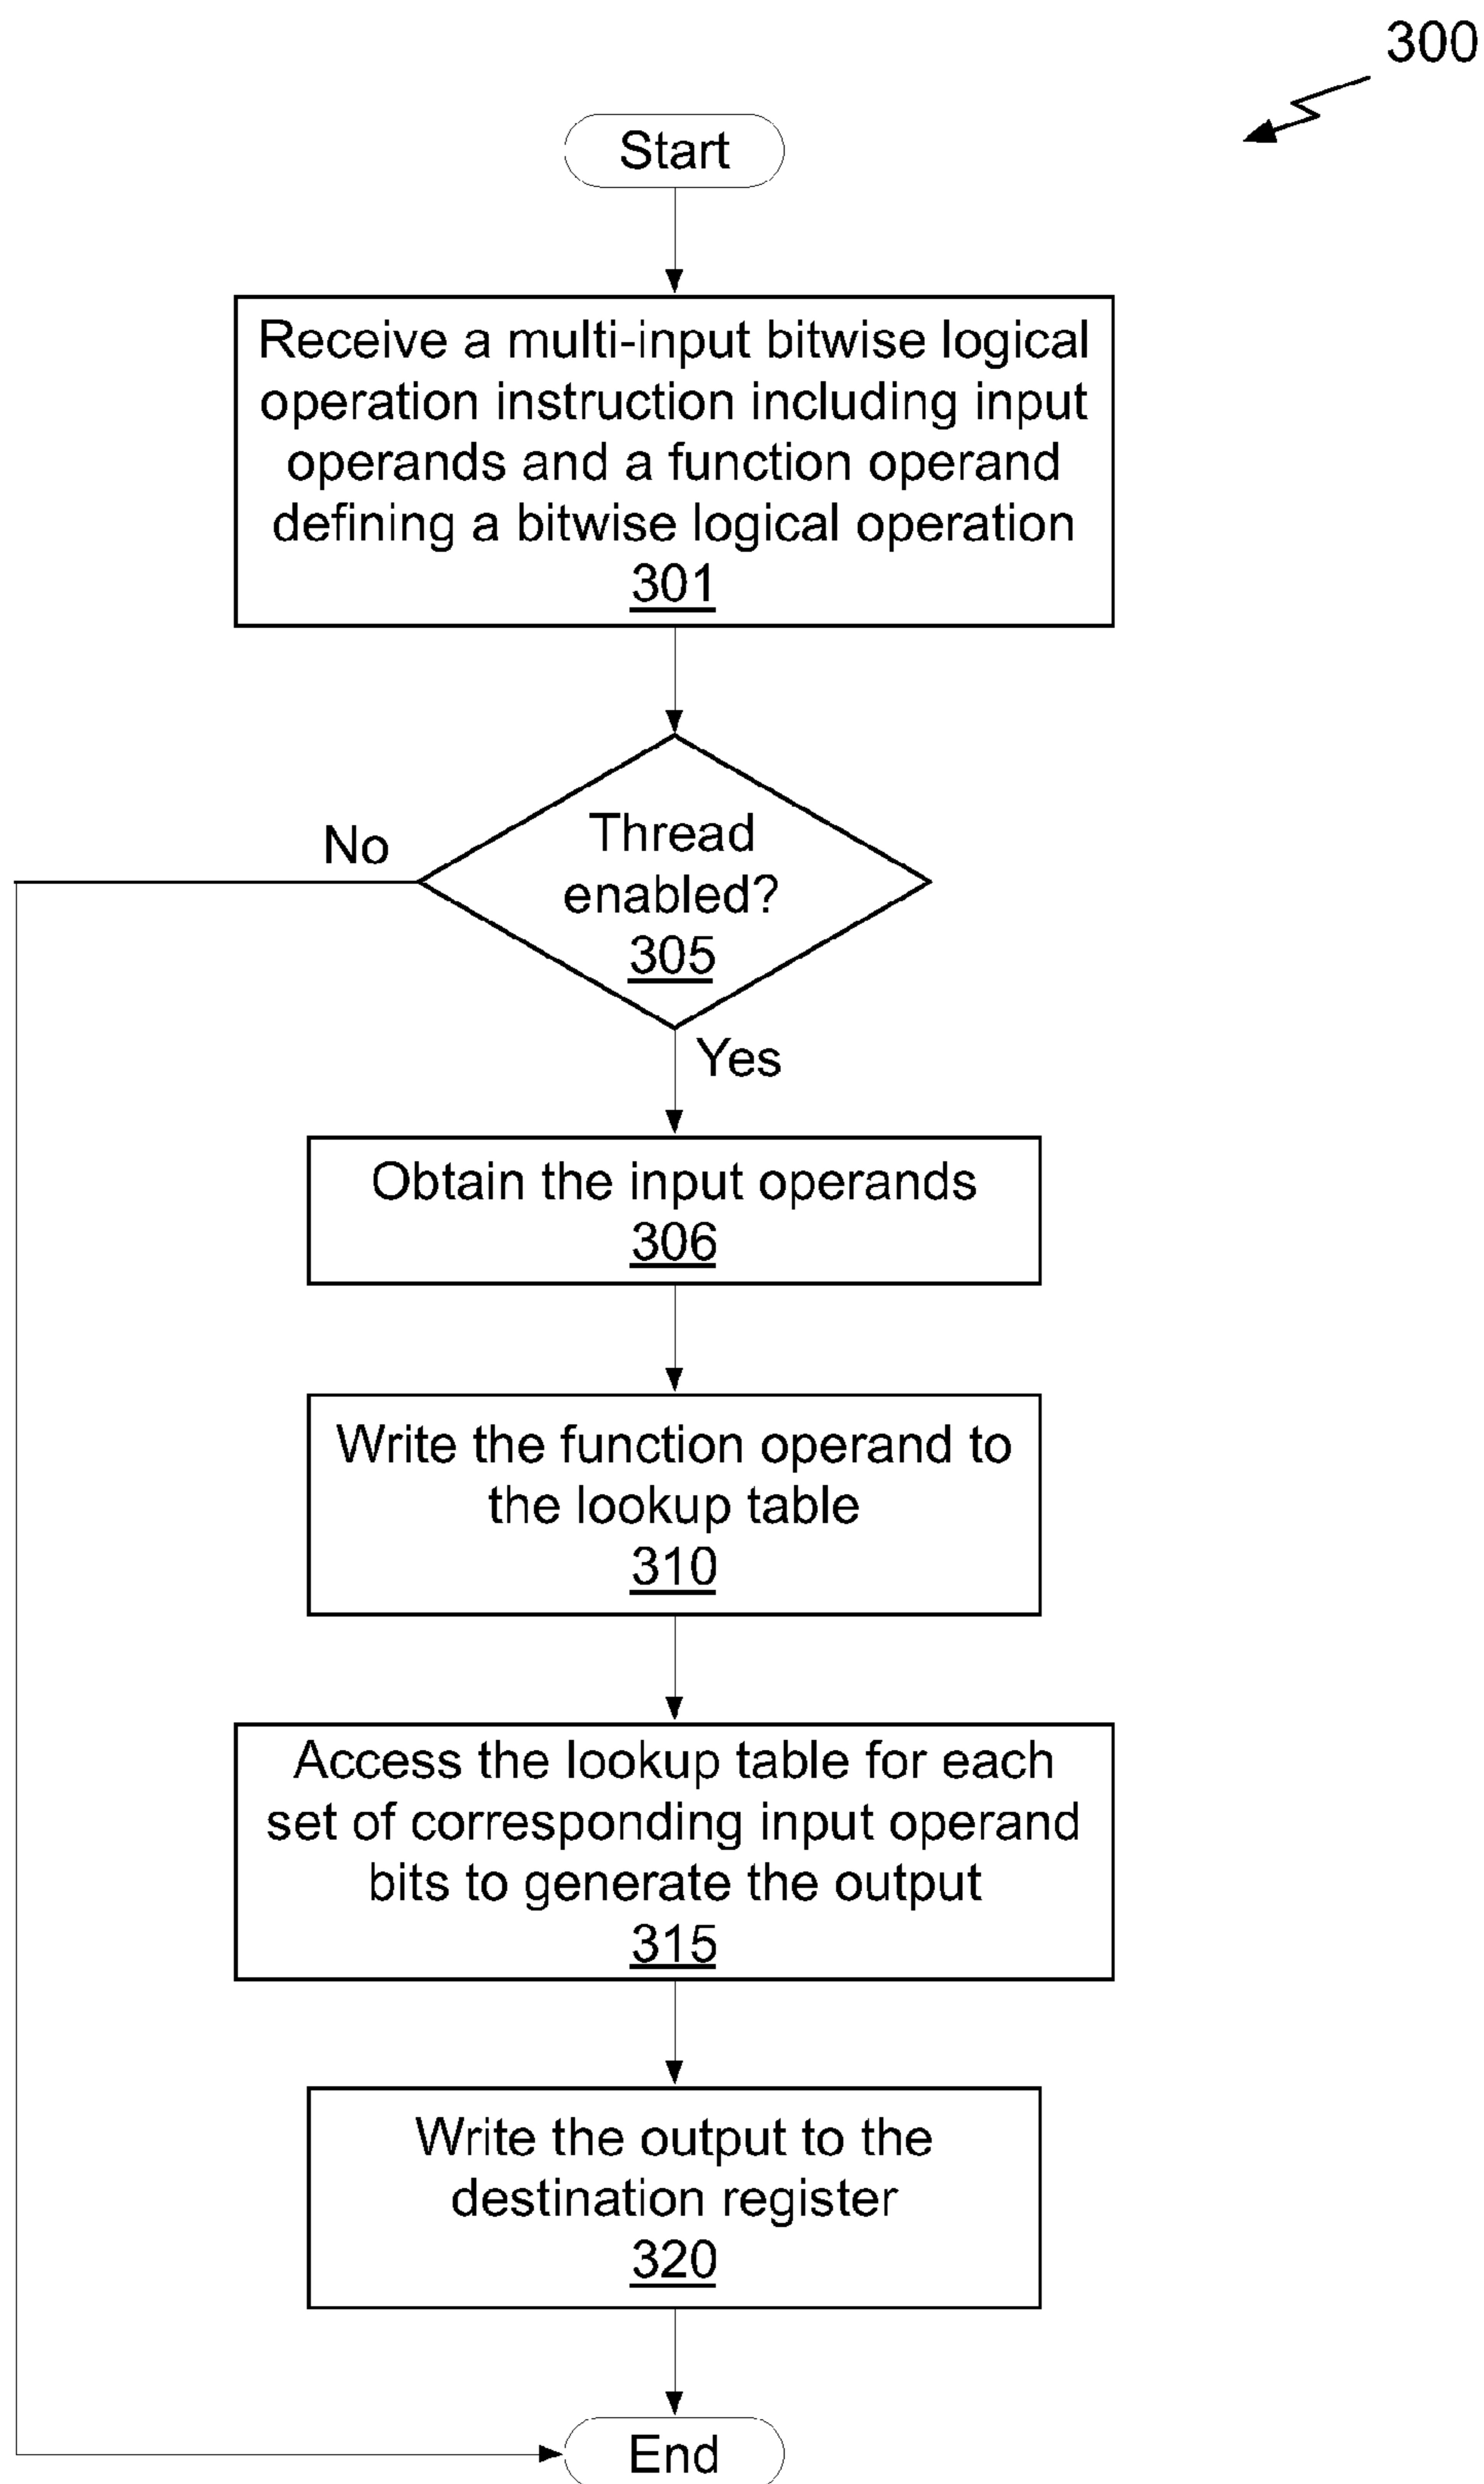 300
Start
Receive a multi-input bitwise logical
operation instruction including input
operands and a function operand
defining a bitwise logical operation
301
Thread
enabled?
305
No
Yes
Obtain the input operands
306
Write the function operand to
the lookup table
310
Access the lookup table for each
set of corresponding input operand
bits to generate the output
315
Write the output to the
destination register
320
End